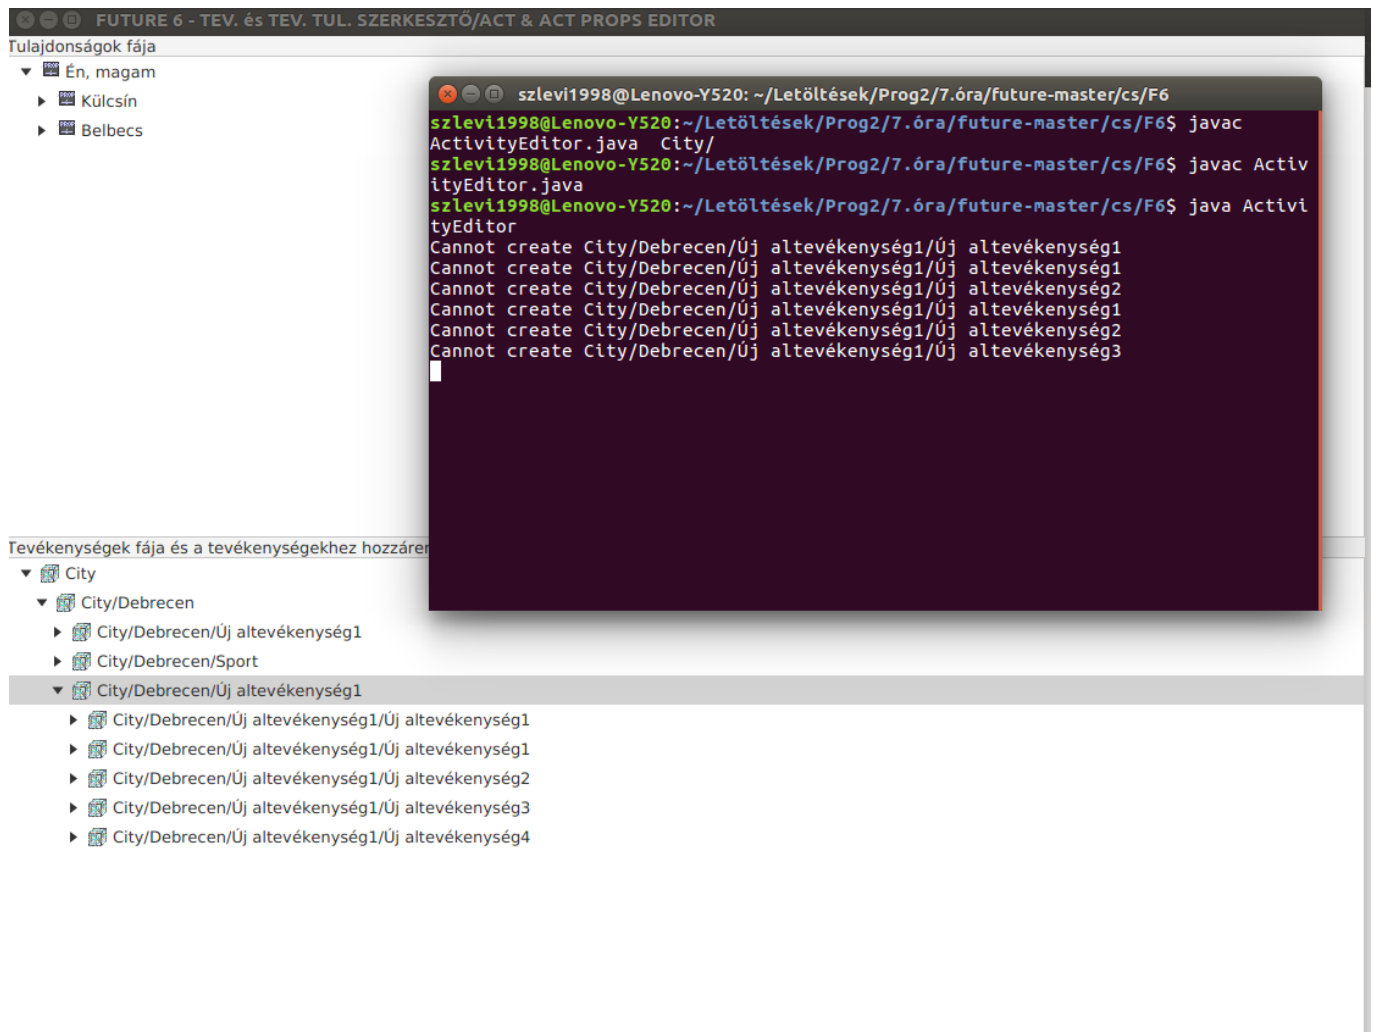 FUTURE 6 - TEV. és TEV. TUL. SZERKESZTŐ/ACT & ACT PROPS EDITOR
Tulajdonságok fája
Én, magam
Külcsín
Belbecs
szlevi1998@Lenovo-Y520: ~/Letöltések/Prog2/7.óra/future-master/cs/F6
szlevi1998@Lenovo-Y520:~/Letöltések/Prog2/7.óra/future-master/cs/F6$ javac
ActivityEditor.java  City/
szlevi1998@Lenovo-Y520:~/Letöltések/Prog2/7.óra/future-master/cs/F6$ javac Activ
ityEditor.java
szlevi1998@Lenovo-Y520:~/Letöltések/Prog2/7.óra/future-master/cs/F6$ java Activi
tyEditor
Cannot create City/Debrecen/Új altevékenység1/Új altevékenység1
Cannot create City/Debrecen/Új altevékenység1/Új altevékenység1
Cannot create City/Debrecen/Új altevékenység1/Új altevékenység2
Cannot create City/Debrecen/Új altevékenység1/Új altevékenység1
Cannot create City/Debrecen/Új altevékenység1/Új altevékenység2
Cannot create City/Debrecen/Új altevékenység1/Új altevékenység3
Tevékenységek fája és a tevékenységekhez hozzáren
City
City/Debrecen
City/Debrecen/Új altevékenység1
City/Debrecen/Sport
City/Debrecen/Új altevékenység1
City/Debrecen/Új altevékenység1/Új altevékenység1
City/Debrecen/Új altevékenység1/Új altevékenység1
City/Debrecen/Új altevékenység1/Új altevékenység2
City/Debrecen/Új altevékenység1/Új altevékenység3
City/Debrecen/Új altevékenység1/Új altevékenység4